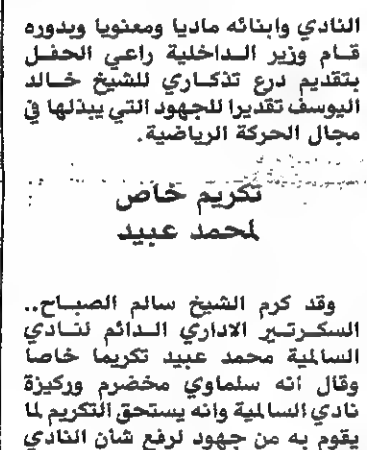 النادي وابنائه ماديا ومعنويا وبدوره
قام وزير الداخلية راعي الحفل
بتقديم درع تذكاري للشيخ خالد
اليوسف تقديرا للجهود التي يبذلها في
مجال الحركة الرياضية.
تكريم خاص
لمحمد عبيد
وقد كرم الشيخ سالم الصباح..
السكرتير الاداري الدائم لنادي
السالمية محمد عبيد تكريما خاصا
وقال انه سلماوي مخضرم وركيزة
نادي السالمية وانه يستحق التكريم لما
يقوم به من جهود لرفع شأن النادي